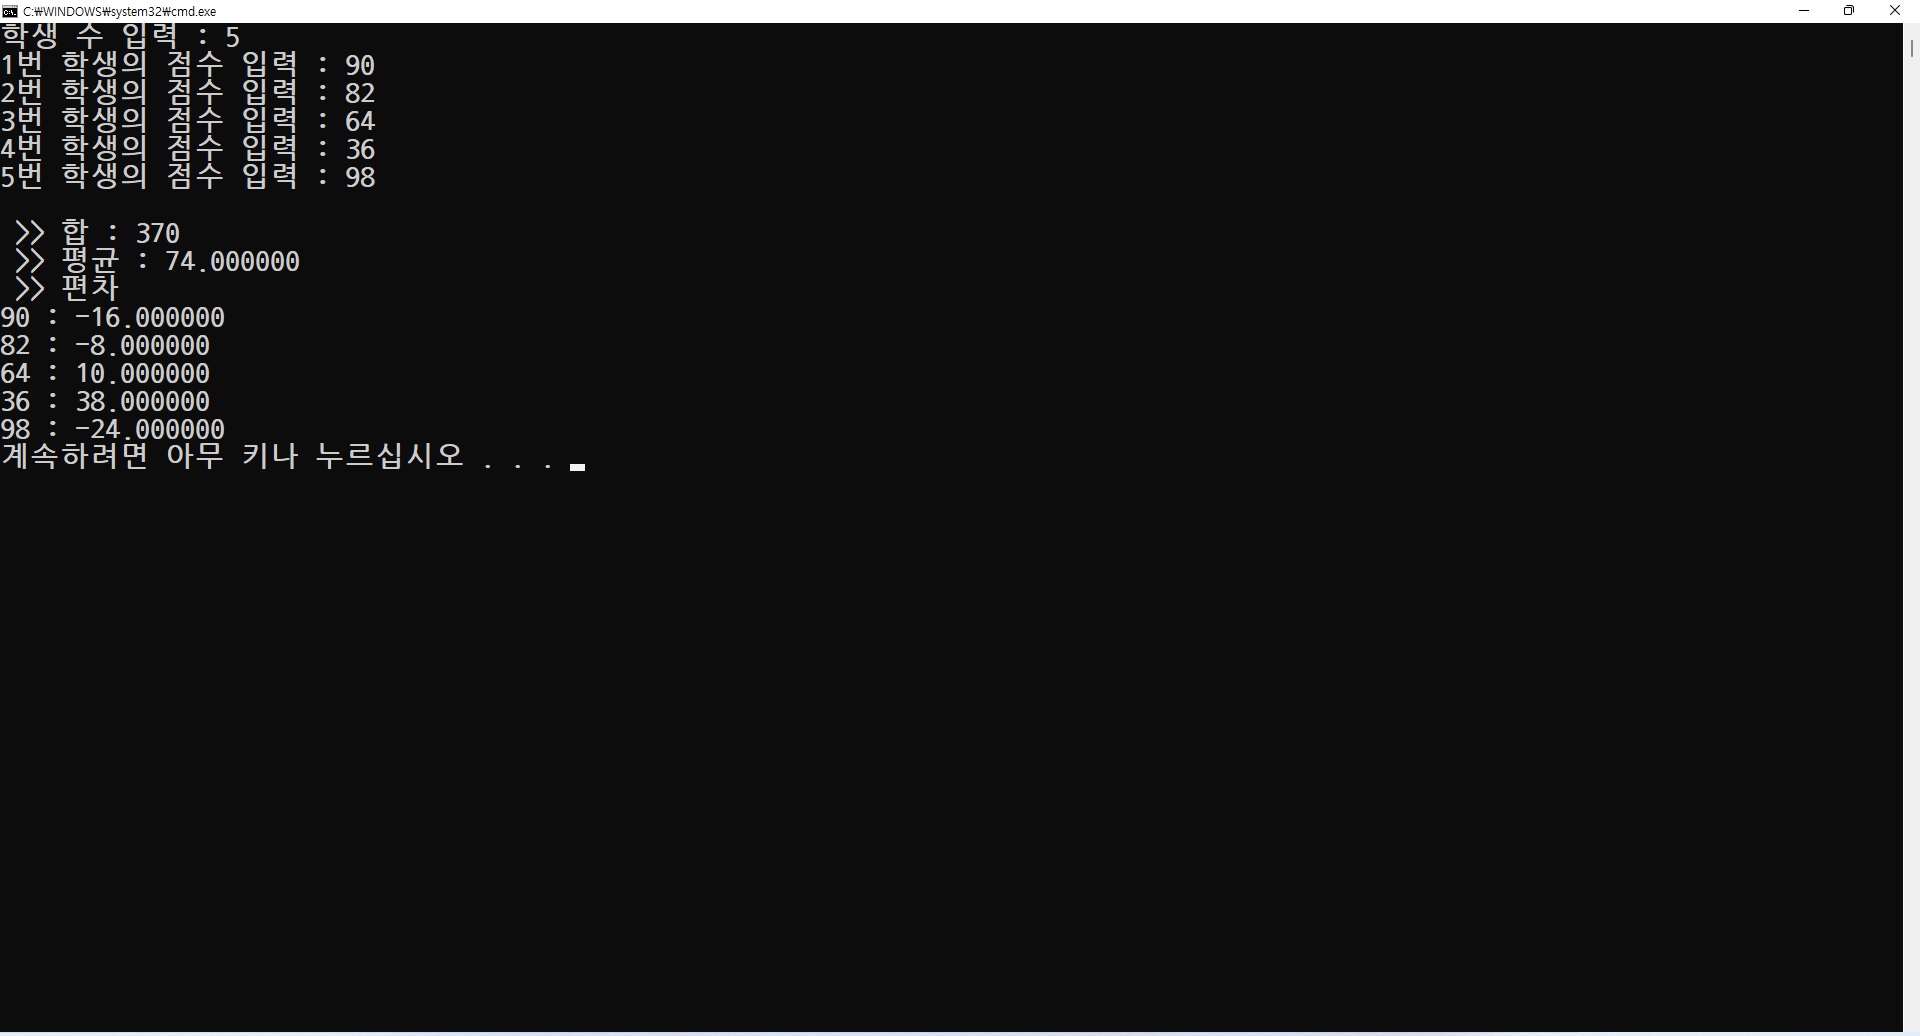 C:₩WINDOWS₩system32₩cmd.exe
학생 수 입력 : 5
1번 학생의 점수 입력 : 90
2번 학생의 점수 입력 : 82
3번 학생의 점수 입력 : 64
4번 학생의 점수 입력 : 36
5번 학생의 점수 입력 : 98
>> 합 : 370
>> 평균 : 74.000000
>> 편차
90 : -16.000000
82 : -8.000000
64 : 10.000000
36 : 38.000000
98 : -24.000000
계속하려면 아무 키나 누르십시오 . . .